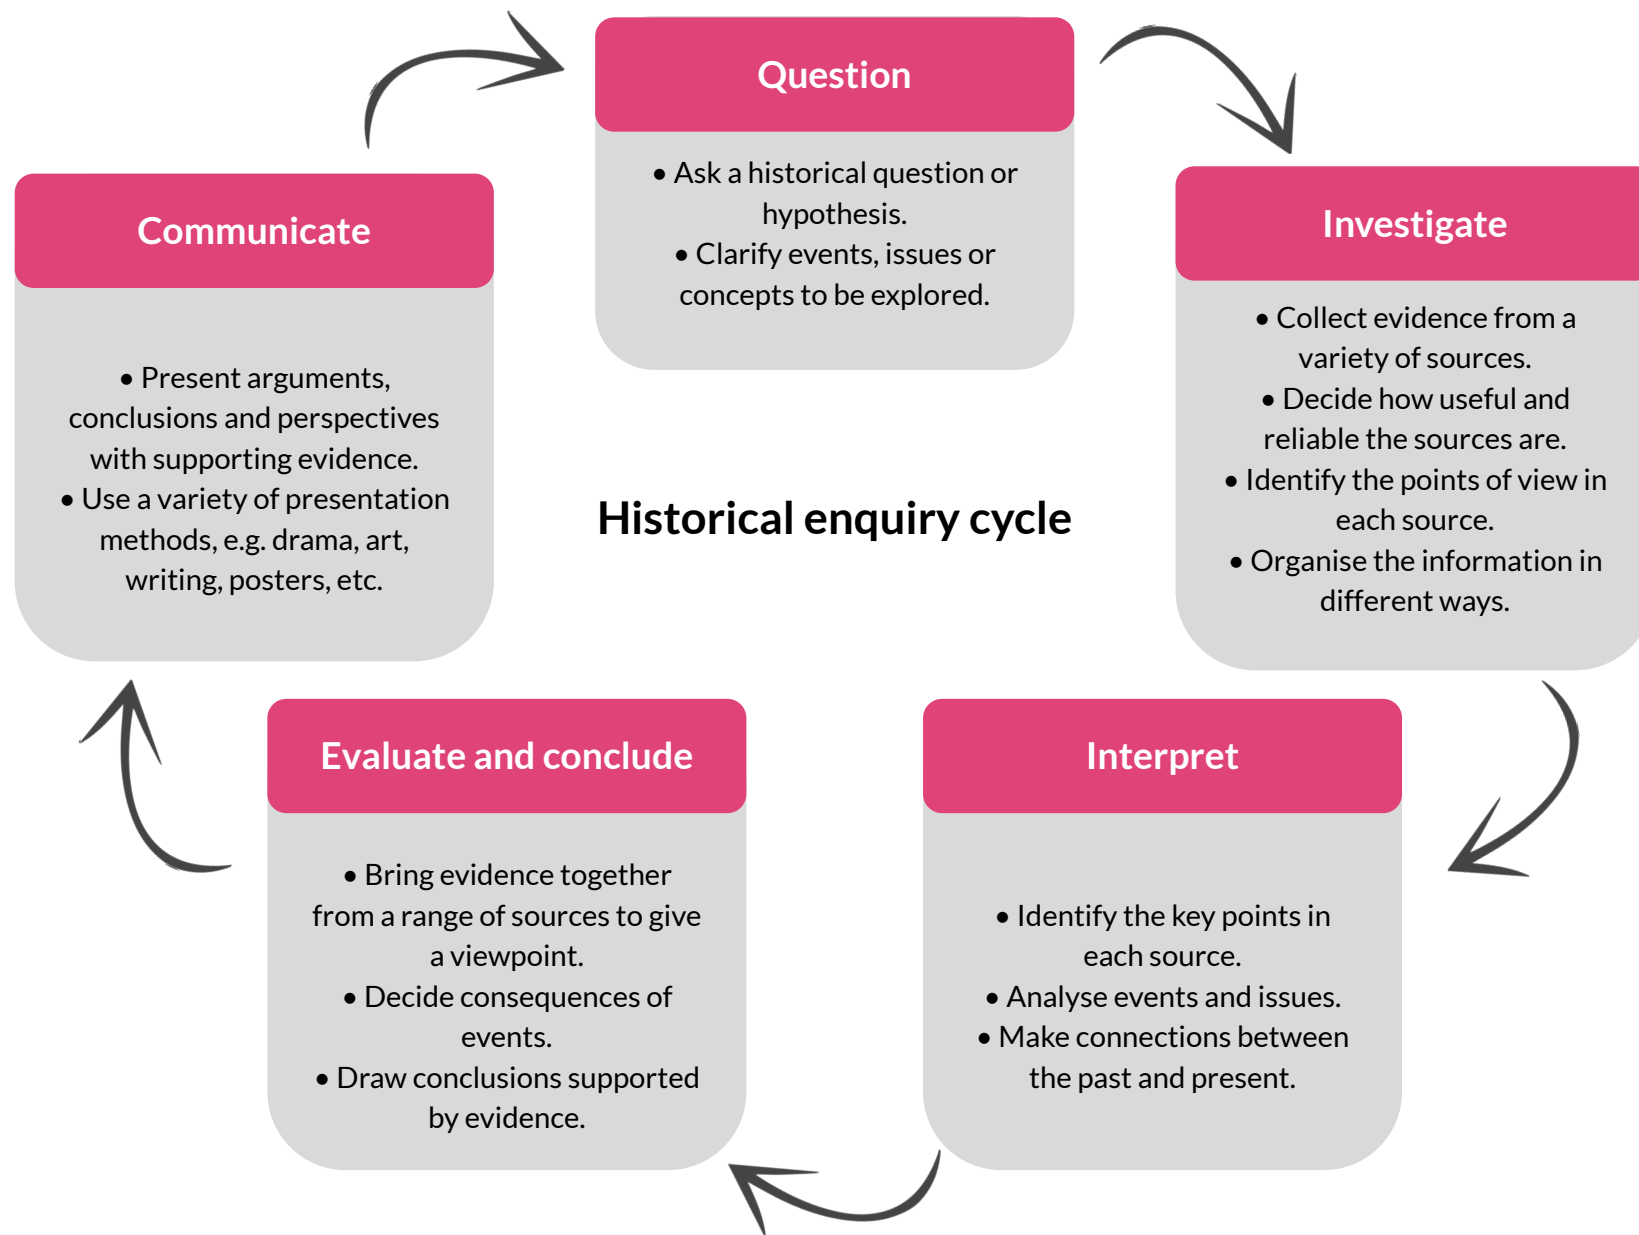 Question
• Ask a historical question or
hypothesis.
• Clarify events, issues or
concepts to be explored.
Investigate
• Collect evidence from a
variety of sources.
• Decide how useful and
reliable the sources are.
• Identify the points of view in
each source.
• Organise the information in
different ways.
Interpret
• Identify the key points in
each source.
• Analyse events and issues.
• Make connections between
the past and present.
Evaluate and conclude
• Bring evidence together
from a range of sources to give
a viewpoint.
• Decide consequences of
events.
• Draw conclusions supported
by evidence.
Communicate
• Present arguments,
conclusions and perspectives
with supporting evidence.
• Use a variety of presentation
methods, e.g. drama, art,
writing, posters, etc.
Historical enquiry cycle